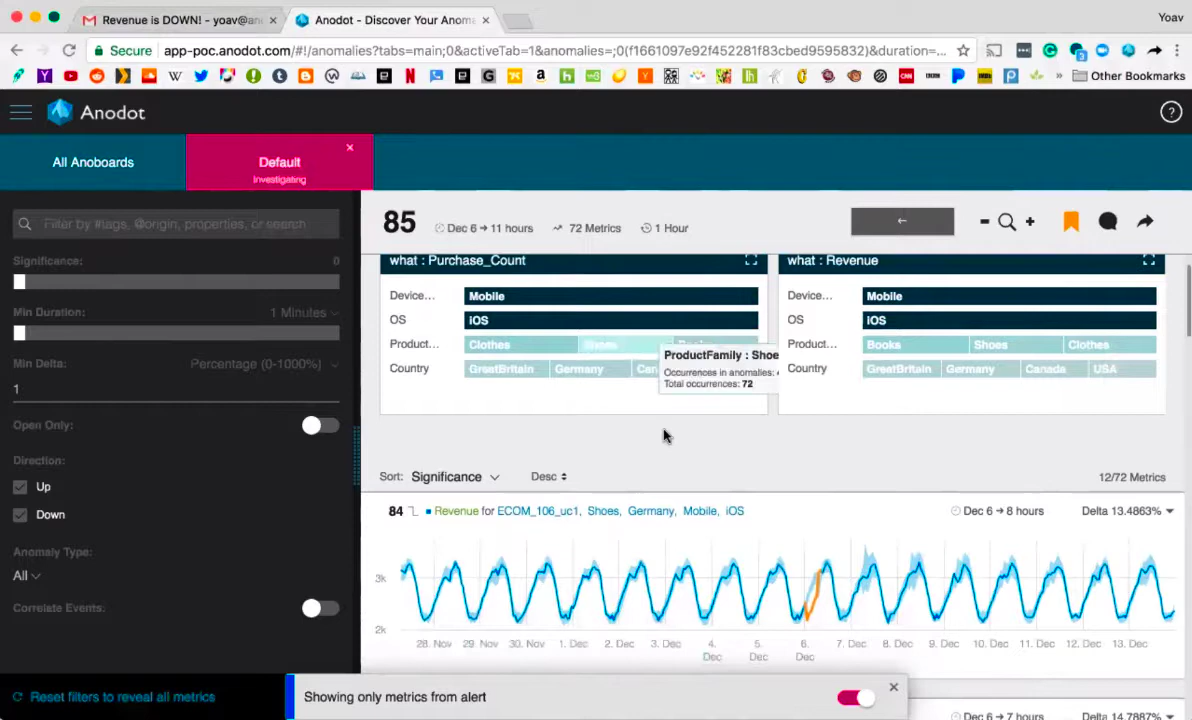 Revenue is DOWN! - yoav@an
Anodot - Discover Your Anoma
Yoav
Secure
app-poc.anodot.com/#!/anomalies?tabs=main;0&activeTab=1&anomalies=;0(f1661097e92f452281f83cbed9595832)&duration=...
Other Bookmarks
Anodot
All Anoboards
Default
Investigating
Filter by #tags, @origin, properties, or search
Significance: 0
Min Duration: 1 Minutes
Min Delta: Percentage (0-1000%)
1
Open Only:
Direction:
Up
Down
Anomaly Type:
All
Correlate Events:
Reset filters to reveal all metrics
85 Dec 6 → 11 hours 72 Metrics 1 Hour
what : Purchase_Count
Device... Mobile
OS iOS
Product... Clothes Shoes Books
Country GreatBritain Germany Can
ProductFamily : Shoe
Occurrences in anomalies:
Total occurrences: 72
what : Revenue
Device... Mobile
OS iOS
Product... Books Shoes Clothes
Country GreatBritain Germany Canada USA
Sort: Significance Desc 12/72 Metrics
84 Revenue for ECOM_106_uc1, Shoes, Germany, Mobile, iOS Dec 6 → 8 hours Delta 13.4863%
3k
2k
28. Nov 29. Nov 30. Nov 1. Dec 2. Dec 3. Dec 4. Dec 5. Dec 6. Dec 7. Dec 8. Dec 9. Dec 10. Dec 11. Dec 12. Dec 13. Dec
Showing only metrics from alert
Dec 6 → 7 hours Delta 14.7887%